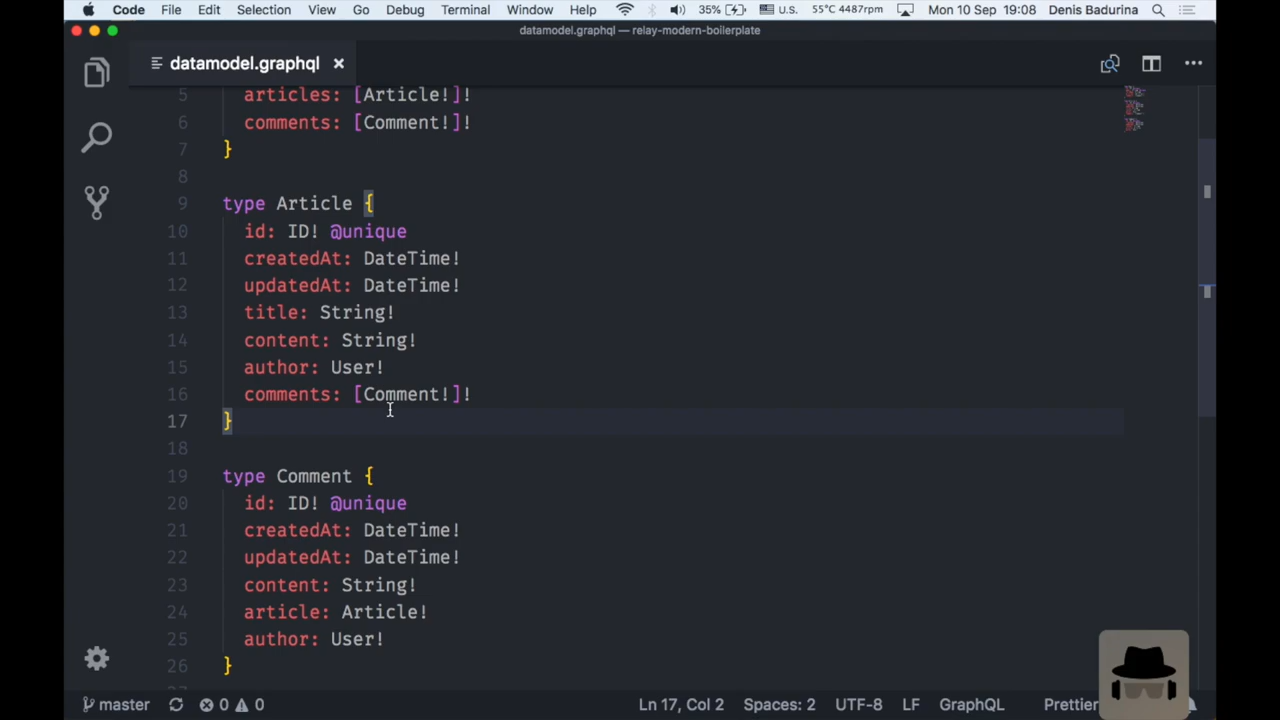 Code File Edit Selection View Go Debug Terminal Window Help 35% U.S. 55°C 4487rpm Mon 10 Sep 19:08 Denis Badurina
datamodel.graphql — relay-modern-boilerplate
datamodel.graphql
5 articles: [Article!]!
6 comments: [Comment!]!
7 }
8
9 type Article {
10 id: ID! @unique
11 createdAt: DateTime!
12 updatedAt: DateTime!
13 title: String!
14 content: String!
15 author: User!
16 comments: [Comment!]!
17 }
18
19 type Comment {
20 id: ID! @unique
21 createdAt: DateTime!
22 updatedAt: DateTime!
23 content: String!
24 article: Article!
25 author: User!
26 }
master 0 0 Ln 17, Col 2 Spaces: 2 UTF-8 LF GraphQL Prettier